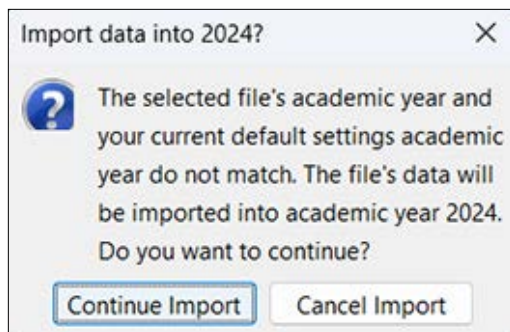 Import data into 2024?
The selected file's academic year and
your current default settings academic
year do not match. The file's data will
be imported into academic year 2024.
Do you want to continue?
Continue Import Cancel Import